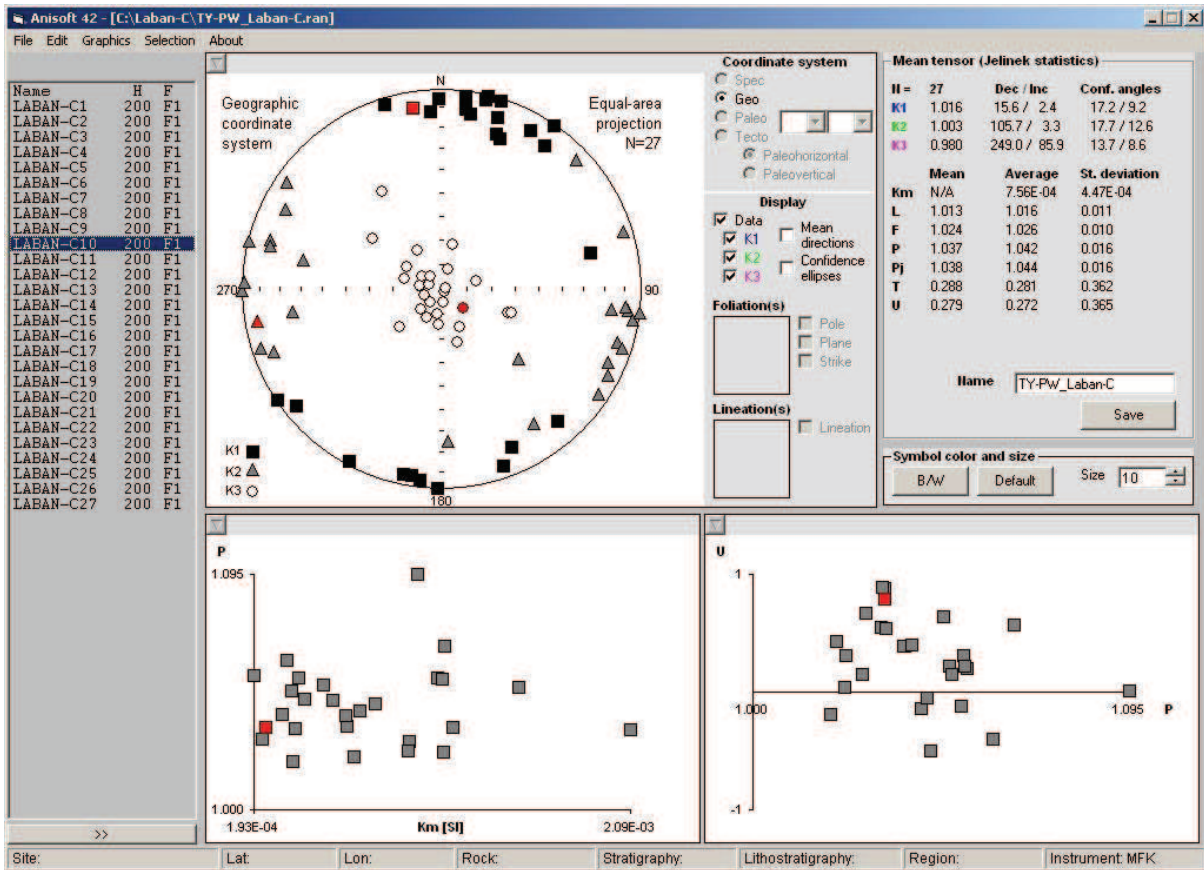 Anisoft 42 - [C:\Laban-C\TY-PW_Laban-C.ran]
File Edit Graphics Selection About
Name H F
LABAN-C1 200 F1
LABAN-C2 200 F1
LABAN-C3 200 F1
LABAN-C4 200 F1
LABAN-C5 200 F1
LABAN-C6 200 F1
LABAN-C7 200 F1
LABAN-C8 200 F1
LABAN-C9 200 F1
LABAN-C10 200 F1
LABAN-C11 200 F1
LABAN-C12 200 F1
LABAN-C13 200 F1
LABAN-C14 200 F1
LABAN-C15 200 F1
LABAN-C16 200 F1
LABAN-C17 200 F1
LABAN-C18 200 F1
LABAN-C19 200 F1
LABAN-C20 200 F1
LABAN-C21 200 F1
LABAN-C22 200 F1
LABAN-C23 200 F1
LABAN-C24 200 F1
LABAN-C25 200 F1
LABAN-C26 200 F1
LABAN-C27 200 F1
>>
Geographic
coordinate
system
N
Equal-area
projection
N=27
270
90
180
K1
K2
K3
Coordinate system
Spec
Geo
Paleo
Tecto
Paleohorizontal
Paleovertical
Display
Data
K1
K2
K3
Mean
directions
Confidence
ellipses
Foliation(s)
Pole
Plane
Strike
Lineation(s)
Lineation
Mean tensor (Jelinek statistics)
N = 27 Dec / Inc Conf. angles
K1 1.016 15.6 / 2.4 17.2 / 9.2
K2 1.003 105.7 / 3.3 17.7 / 12.6
K3 0.980 249.0 / 85.9 13.7 / 8.6
Mean Average St. deviation
Km N/A 7.56E-04 4.47E-04
L 1.013 1.016 0.011
F 1.024 1.026 0.010
P 1.037 1.042 0.016
Pj 1.038 1.044 0.016
T 0.288 0.281 0.362
U 0.279 0.272 0.365
Name TY-PW_Laban-C
Save
Symbol color and size
B/W Default Size 10
P
1.095
1.000
1.93E-04 Km [SI] 2.09E-03
U
1
1.000 1.095 P
-1
Site: Lat: Lon: Rock: Stratigraphy: Lithostratigraphy: Region: Instrument: MFK